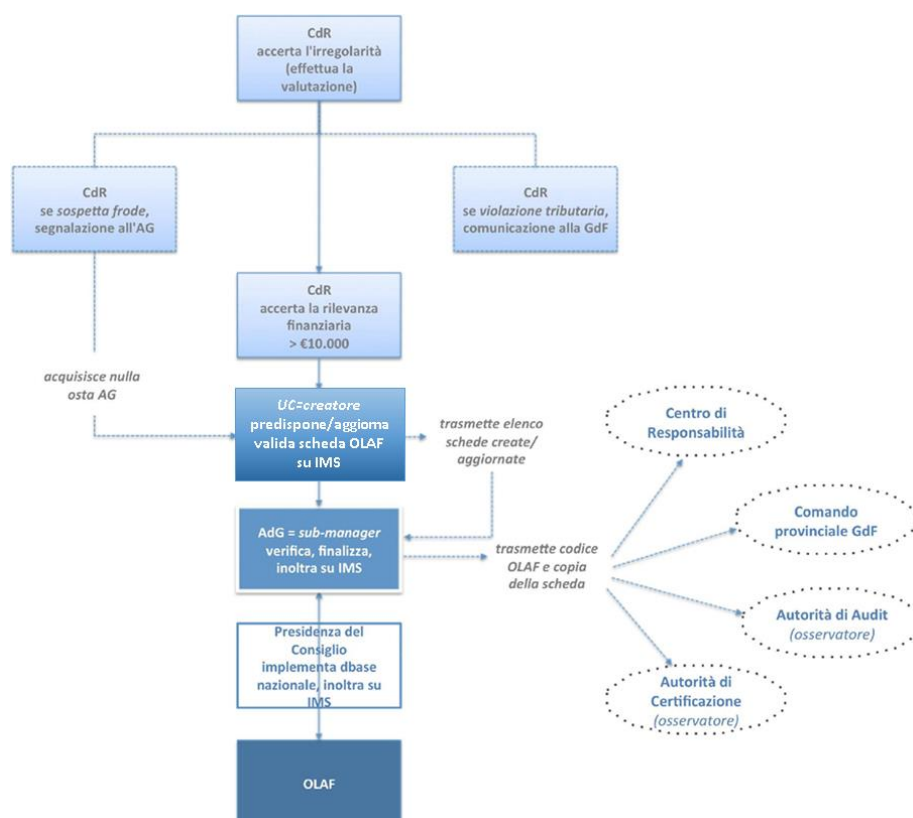 CdR
accerta l'irregolarità
(effettua la
valutazione)
CdR
se sospetta frode,
segnalazione all'AG
CdR
se violazione tributaria,
comunicazione alla GdF
CdR
accerta la rilevanza
finanziaria
> €10.000
acquisisce nulla
osta AG
UC=creatore
predispone/aggiorna
valida scheda OLAF
su IMS
trasmette elenco
schede create/
aggiornate
Centro di
Responsabilità
Comando
provinciale GdF
AdG = sub-manager
verifica, finalizza,
inoltra su IMS
trasmette codice
OLAF e copia
della scheda
Autorità di Audit
(osservatore)
Presidenza del
Consiglio
implementa dbase
nazionale, inoltra su
IMS
Autorità di
Certificazione
(osservatore)
OLAF